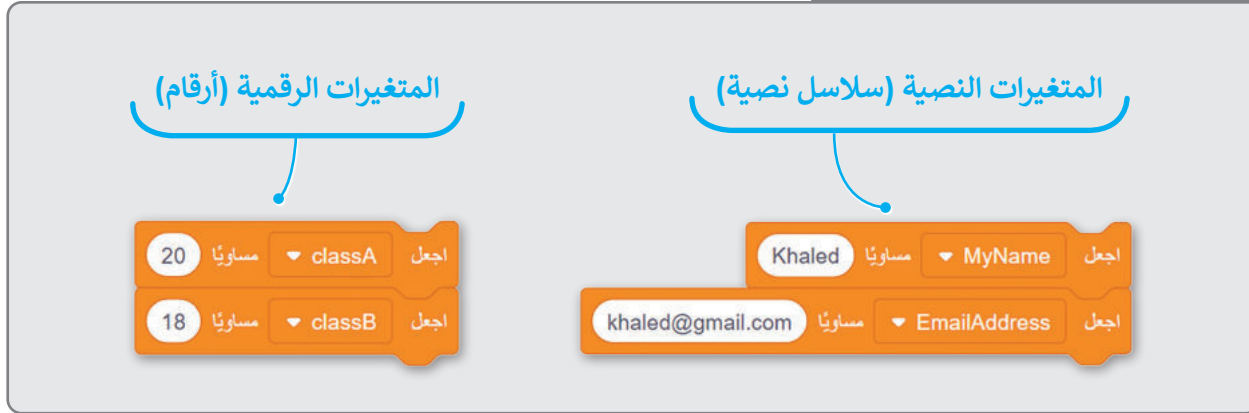 المتغيرات النصية (سلاسل نصية)
اجعل MyName مساويًا Khaled
اجعل EmailAddress مساويًا khaled@gmail.com
المتغيرات الرقمية (أرقام)
اجعل classA مساويًا 20
اجعل classB مساويًا 18